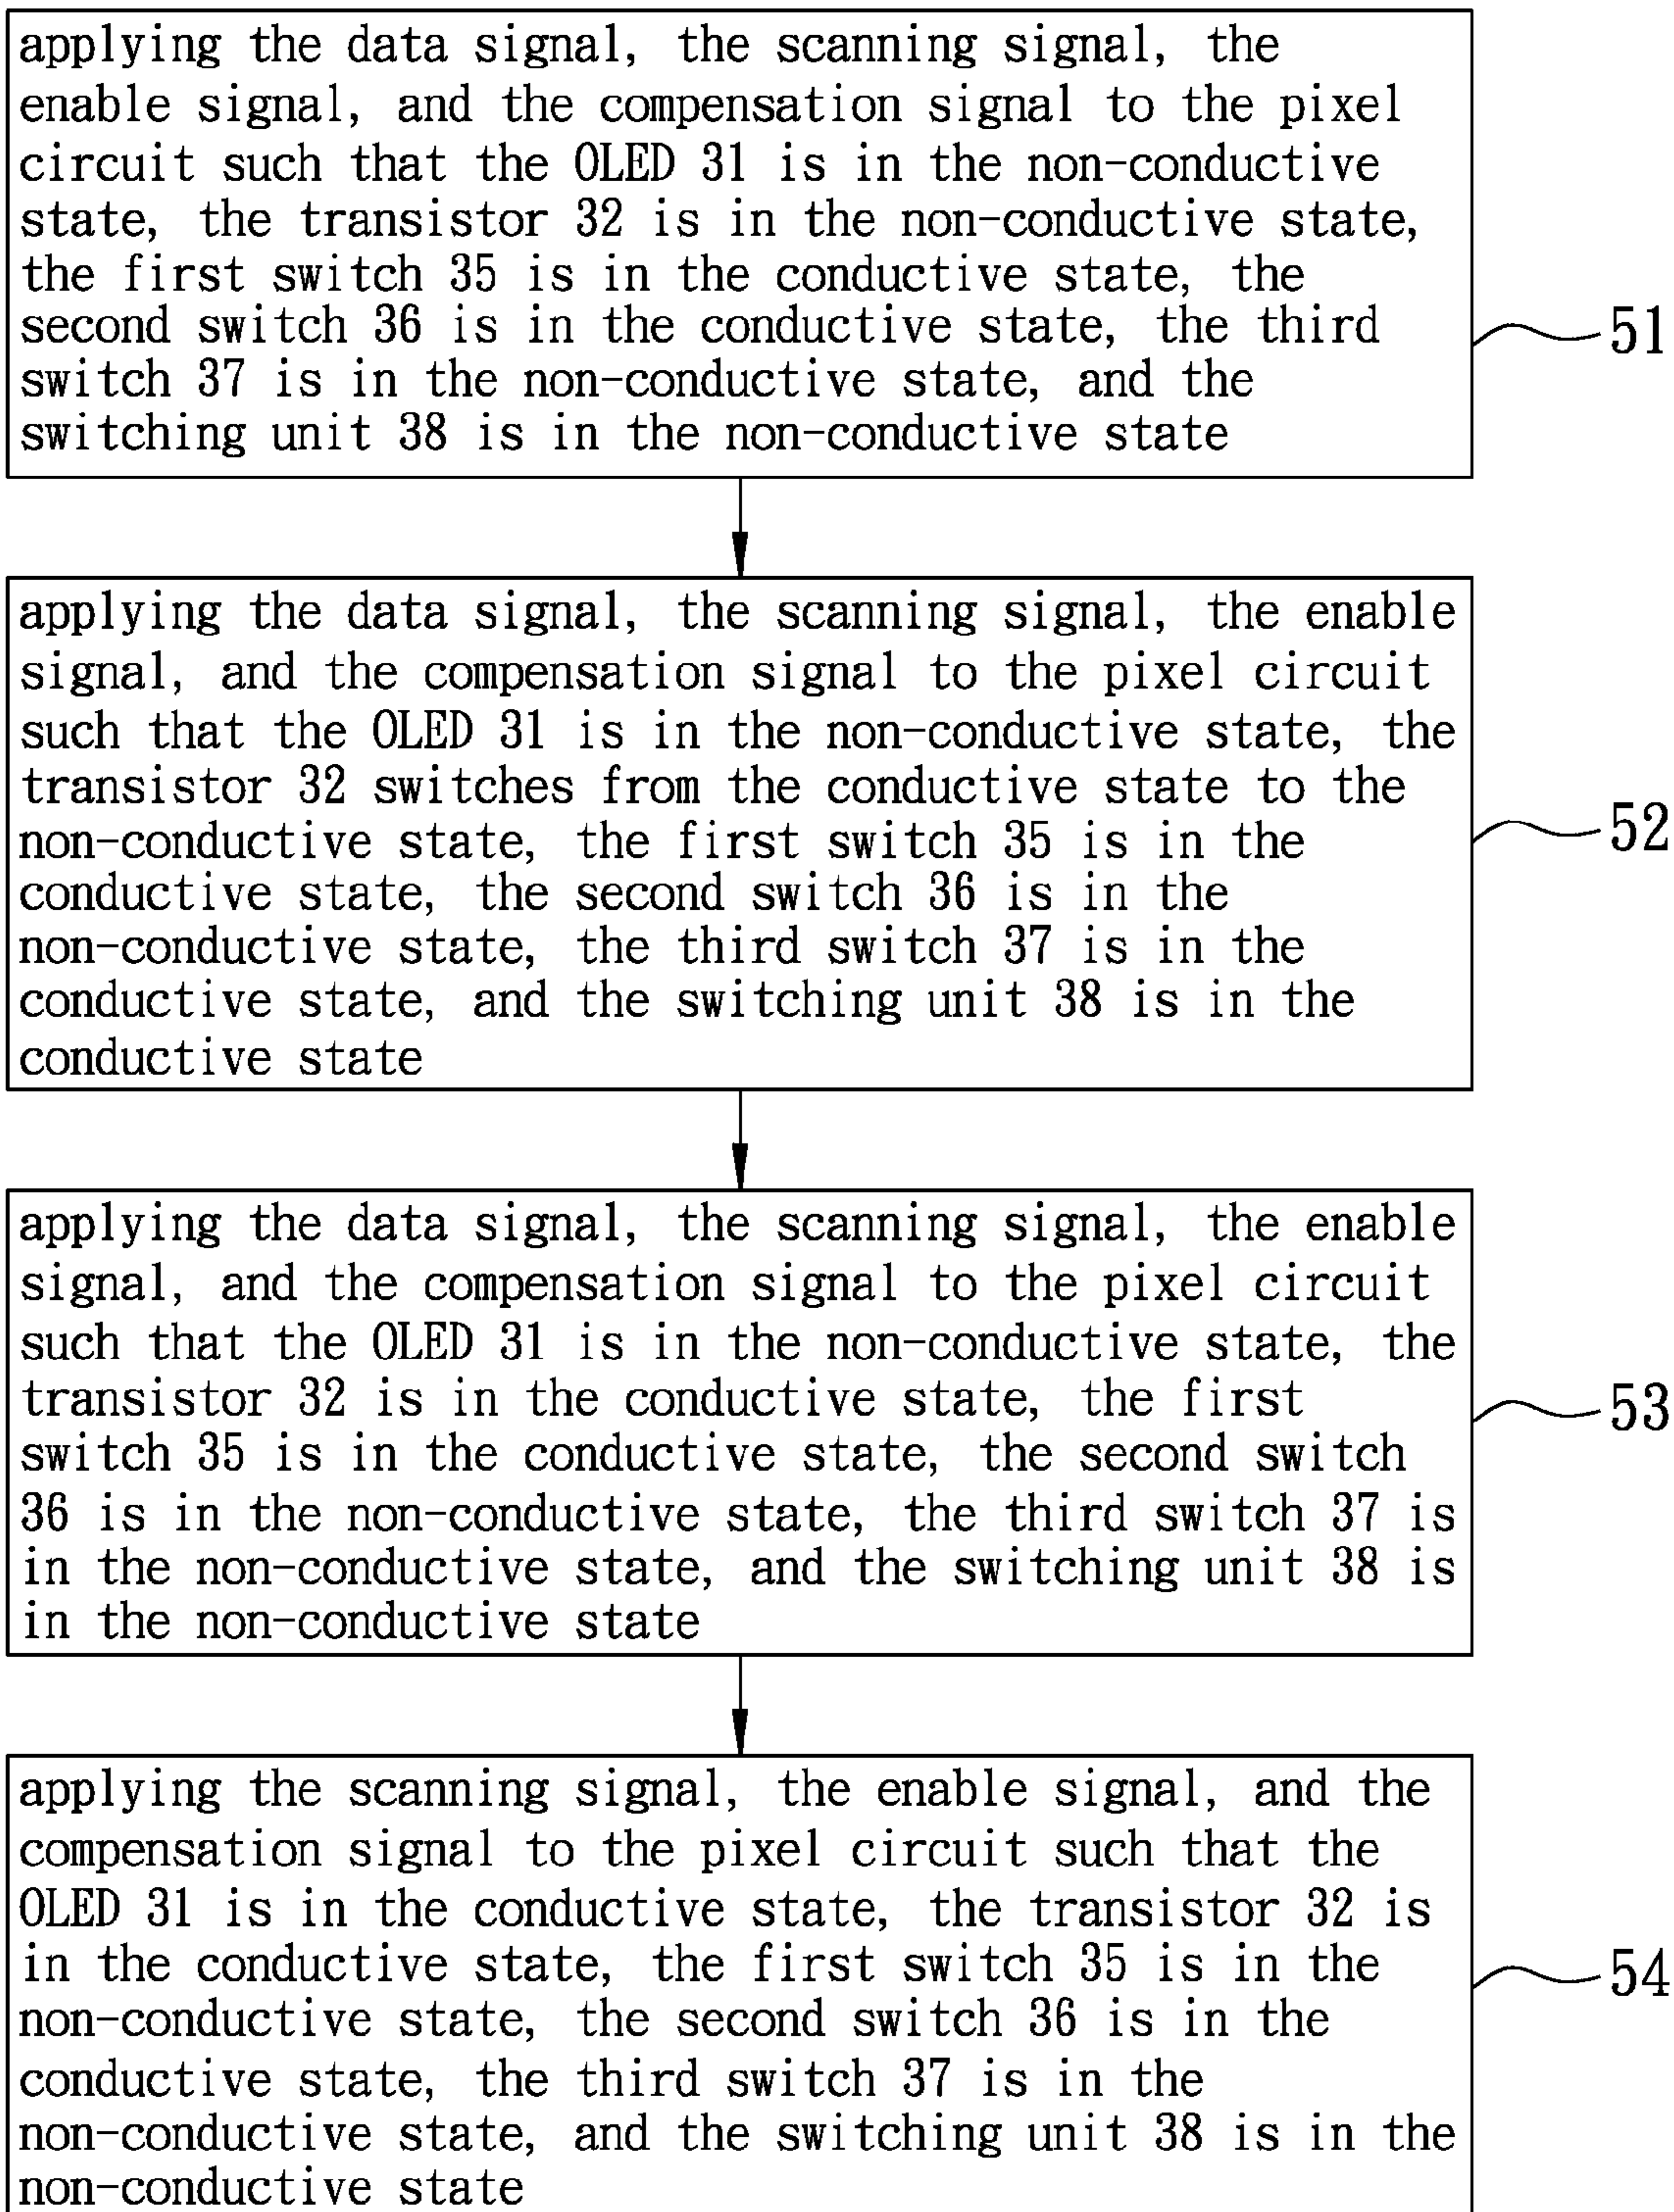 applying the data signal, the scanning signal, the
enable signal, and the compensation signal to the pixel
circuit such that the OLED 31 is in the non-conductive
state, the transistor 32 is in the non-conductive state,
the first switch 35 is in the conductive state, the
second switch 36 is in the conductive state, the third
switch 37 is in the non-conductive state, and the
switching unit 38 is in the non-conductive state
51
applying the data signal, the scanning signal, the enable
signal, and the compensation signal to the pixel circuit
such that the OLED 31 is in the non-conductive state, the
transistor 32 switches from the conductive state to the
non-conductive state, the first switch 35 is in the
conductive state, the second switch 36 is in the
non-conductive state, the third switch 37 is in the
conductive state, and the switching unit 38 is in the
conductive state
52
applying the data signal, the scanning signal, the enable
signal, and the compensation signal to the pixel circuit
such that the OLED 31 is in the non-conductive state, the
transistor 32 is in the conductive state, the first
switch 35 is in the conductive state, the second switch
36 is in the non-conductive state, the third switch 37 is
in the non-conductive state, and the switching unit 38 is
in the non-conductive state
53
applying the scanning signal, the enable signal, and the
compensation signal to the pixel circuit such that the
OLED 31 is in the conductive state, the transistor 32 is
in the conductive state, the first switch 35 is in the
non-conductive state, the second switch 36 is in the
conductive state, the third switch 37 is in the
non-conductive state, and the switching unit 38 is in the
non-conductive state
54